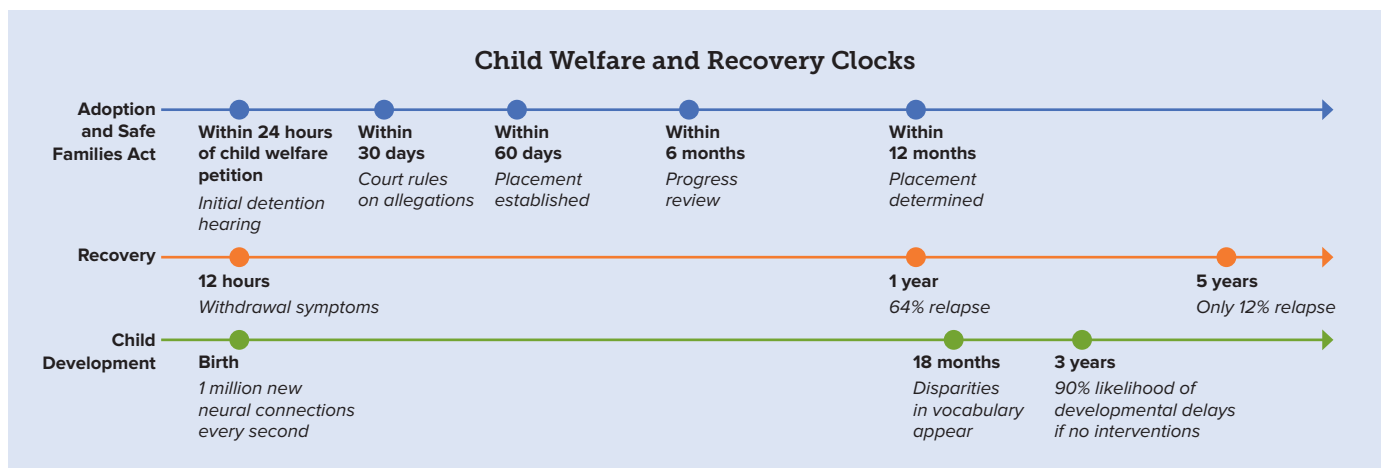 Child Welfare and Recovery Clocks
Adoption
and Safe
Families Act
Within 24 hours
of child welfare
petition
Initial detention
hearing
Within
30 days
Court rules
on allegations
Within
60 days
Placement
established
Within
6 months
Progress
review
Within
12 months
Placement
determined
Recovery
12 hours
Withdrawal symptoms
1 year
64% relapse
5 years
Only 12% relapse
Child
Development
Birth
1 million new
neural connections
every second
18 months
Disparities
in vocabulary
appear
3 years
90% likelihood of
developmental delays
if no interventions